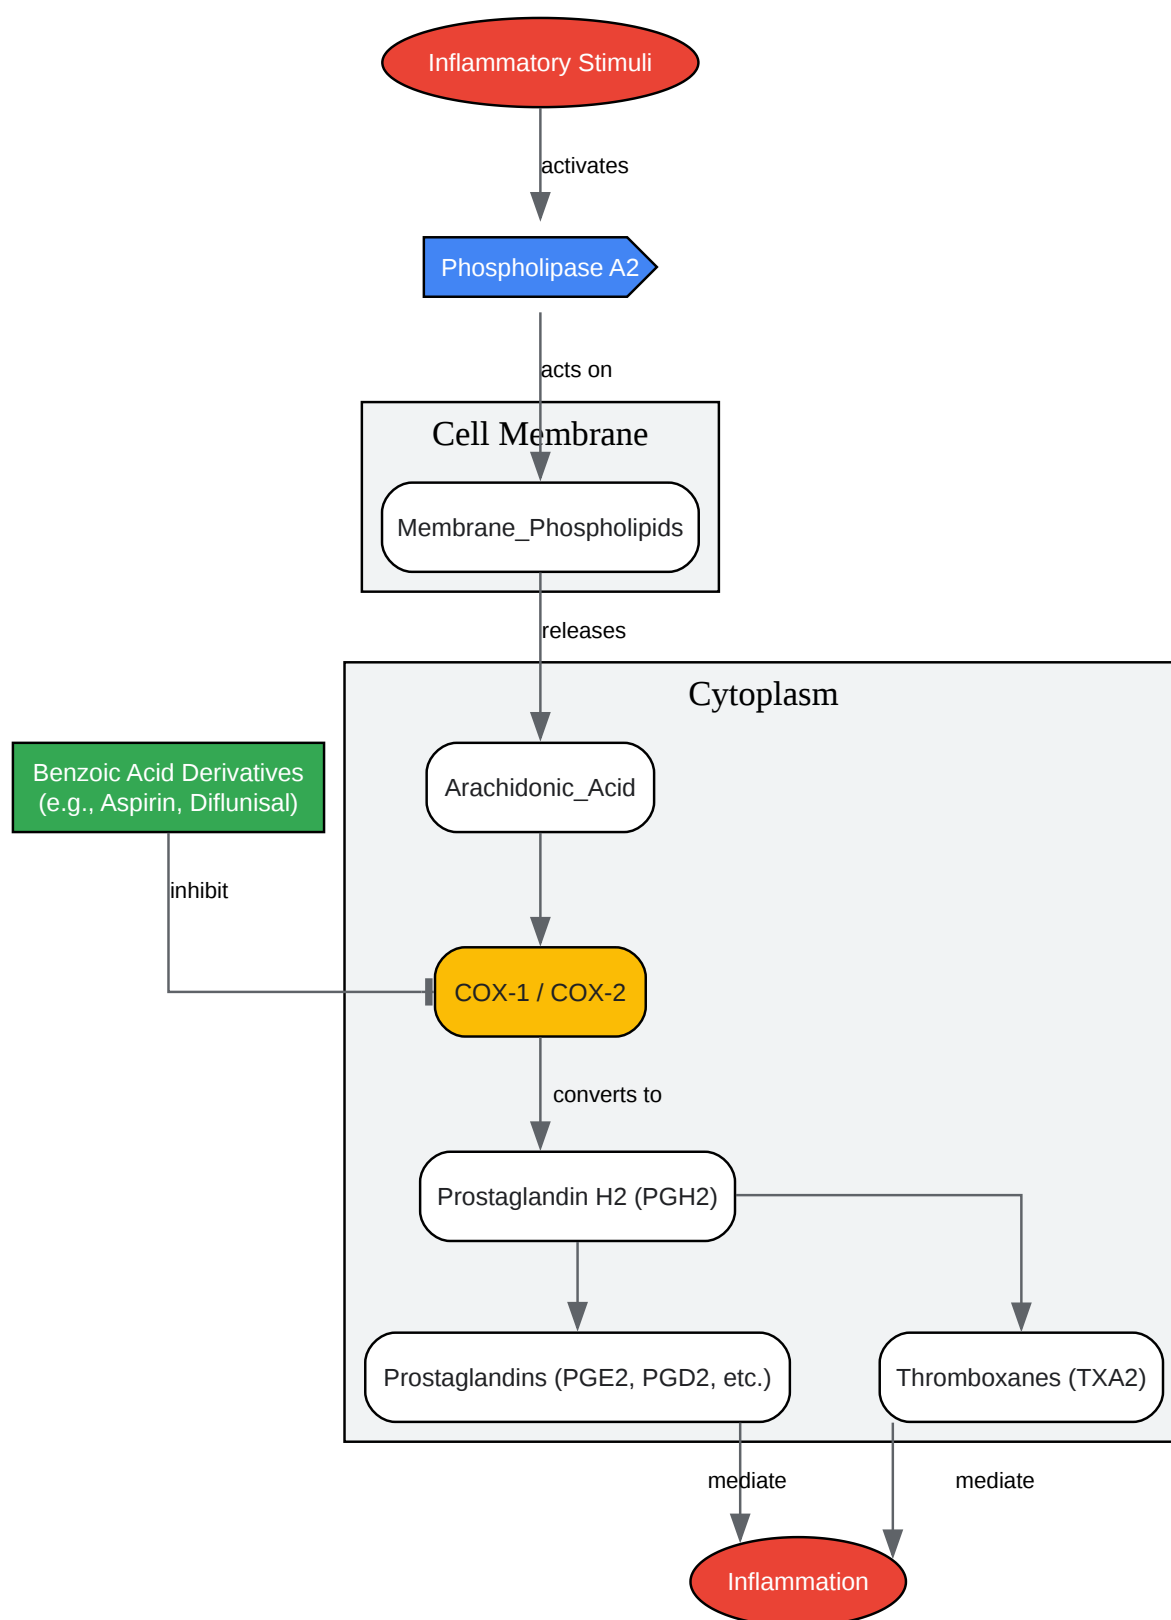 Inflammatory Stimuli
activates
Phospholipase A2
acts on
Cell Membrane
Membrane_Phospholipids
releases
Cytoplasm
Benzoic Acid Derivatives
(e.g., Aspirin, Diflunisal)
Arachidonic_Acid
inhibit
COX-1 / COX-2
converts to
Prostaglandin H2 (PGH2)
Prostaglandins (PGE2, PGD2, etc.)
Thromboxanes (TXA2)
mediate
mediate
Inflammation